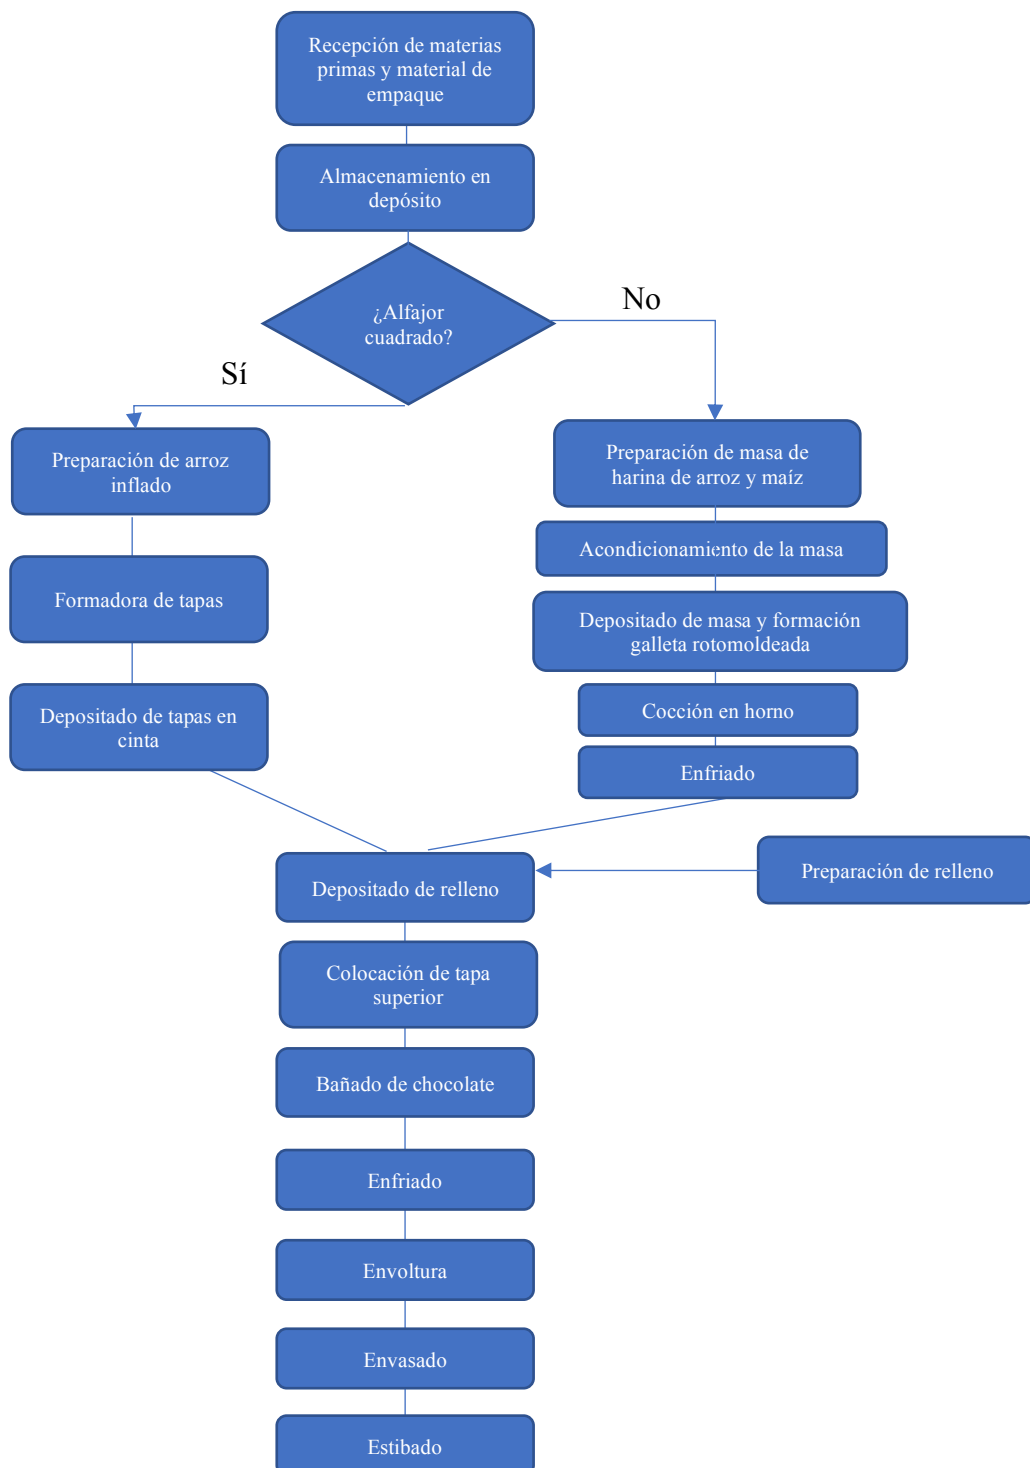 Recepción de materias
primas y material de
empaque
Almacenamiento en
depósito
¿Alfajor
cuadrado?
No
Sí
Preparación de arroz
inflado
Formadora de tapas
Depositado de tapas en
cinta
Preparación de masa de
harina de arroz y maíz
Acondicionamiento de la masa
Depositado de masa y formación
galleta rotomoldeada
Cocción en horno
Enfriado
Depositado de relleno
Preparación de relleno
Colocación de tapa
superior
Bañado de chocolate
Enfriado
Envoltura
Envasado
Estibado